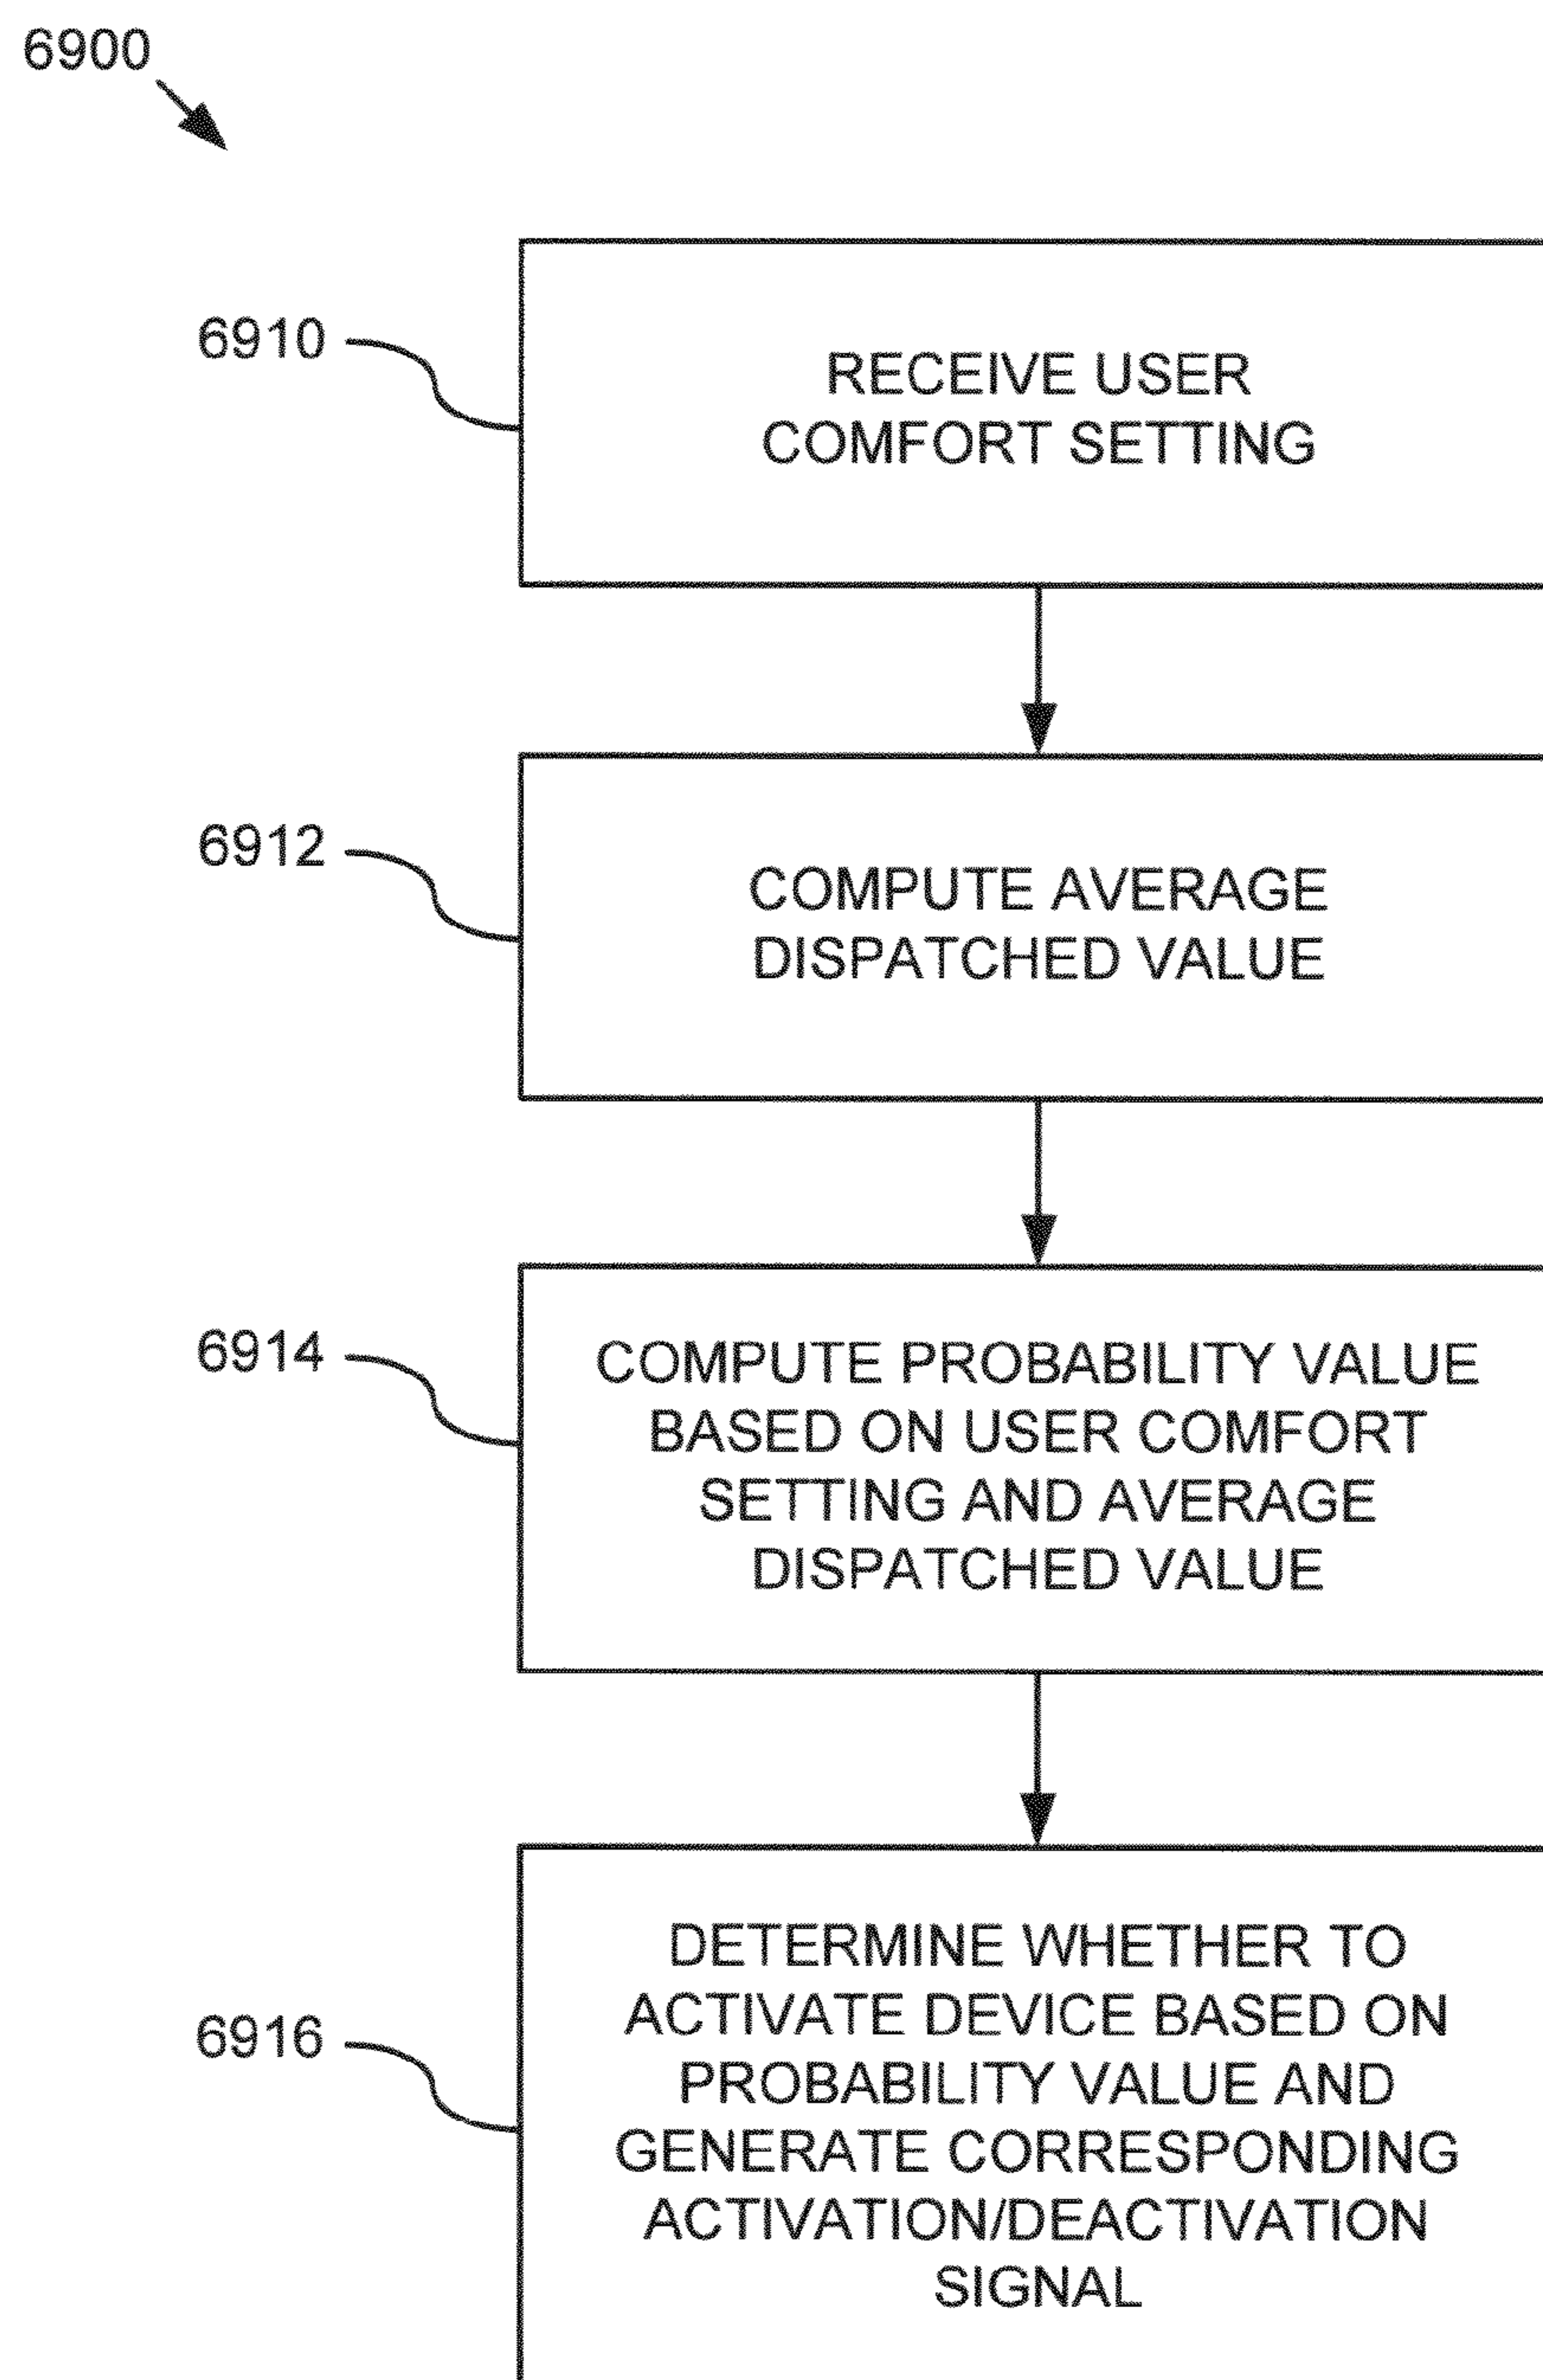 6900
6910
RECEIVE USER
COMFORT SETTING
6912
COMPUTE AVERAGE
DISPATCHED VALUE
6914
COMPUTE PROBABILITY VALUE
BASED ON USER COMFORT
SETTING AND AVERAGE
DISPATCHED VALUE
6916
DETERMINE WHETHER TO
ACTIVATE DEVICE BASED ON
PROBABILITY VALUE AND
GENERATE CORRESPONDING
ACTIVATION/DEACTIVATION
SIGNAL